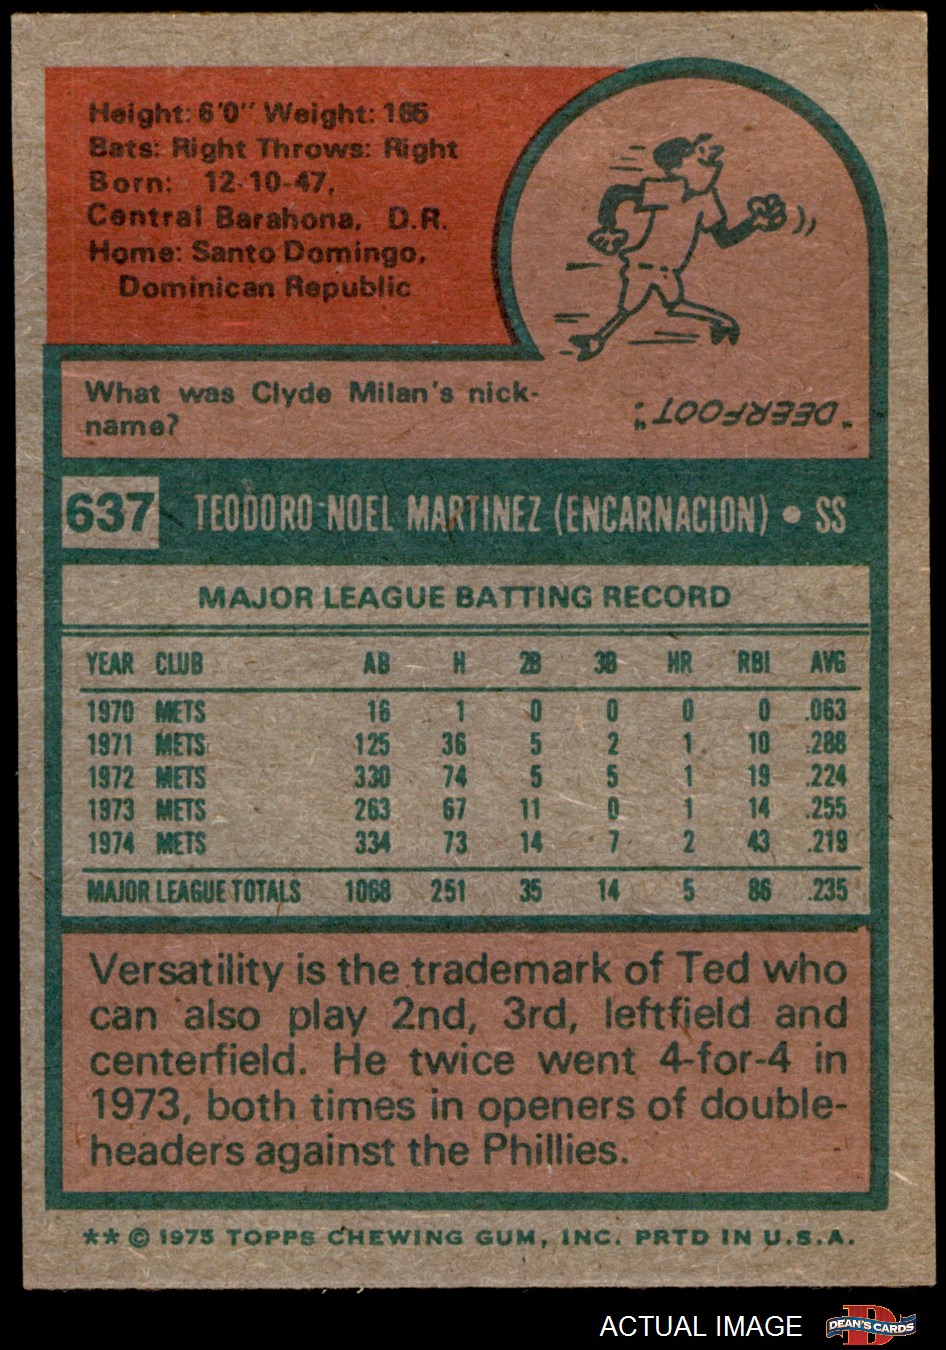 Height: 6'0" Weight: 165
Bats: Right Throws: Right
Born: 12-10-47,
Central Barahona, D.R.
Home: Santo Domingo,
Dominican Republic
What was Clyde Milan's nick-
name?
"DEERFOOT."
637 TEODORO NOEL MARTINEZ (ENCARNACION) • SS
MAJOR LEAGUE BATTING RECORD
YEAR CLUB AB H 2B 3B HR RBI AVG
1970 METS 16 1 0 0 0 0 .063
1971 METS 125 36 5 2 1 10 .288
1972 METS 330 74 5 5 1 19 .224
1973 METS 263 67 11 0 1 14 .255
1974 METS 334 73 14 7 2 43 .219
MAJOR LEAGUE TOTALS 1068 251 35 14 5 86 .235
Versatility is the trademark of Ted who
can also play 2nd, 3rd, leftfield and
centerfield. He twice went 4-for-4 in
1973, both times in openers of double-
headers against the Phillies.
** © 1975 TOPPS CHEWING GUM, INC. PRTD IN U.S.A.
ACTUAL IMAGE D DEAN'S CARDS